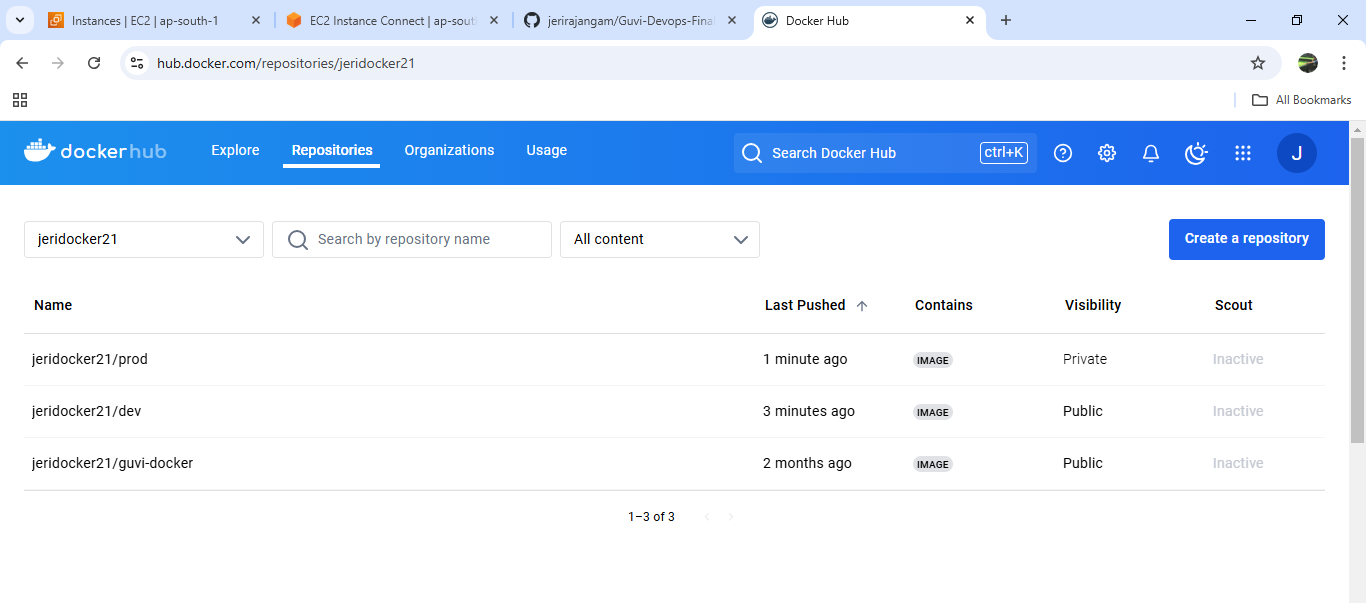 Instances | EC2 | ap-south-1
EC2 Instance Connect | ap-sout
jerirajangam/Guvi-Devops-Final
Docker Hub
hub.docker.com/repositories/jeridocker21
All Bookmarks
dockerhub
Explore
Repositories
Organizations
Usage
Search Docker Hub
ctrl+K
J
jeridocker21
Search by repository name
All content
Create a repository
Name Last Pushed Contains Visibility Scout
jeridocker21/prod 1 minute ago IMAGE Private Inactive
jeridocker21/dev 3 minutes ago IMAGE Public Inactive
jeridocker21/guvi-docker 2 months ago IMAGE Public Inactive
1–3 of 3